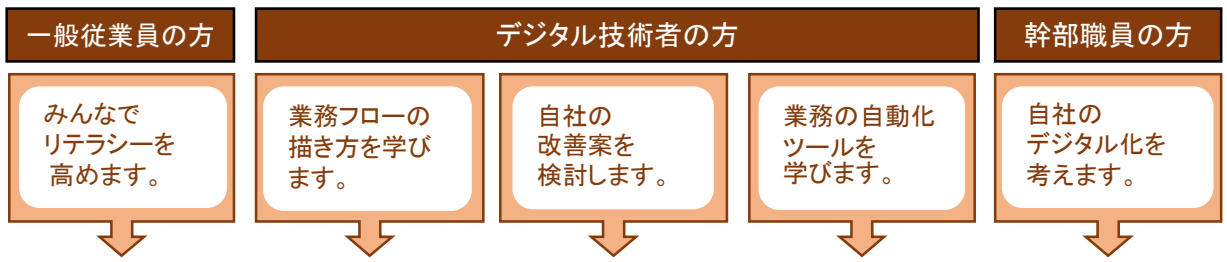 一般従業員の方
デジタル技術者の方
幹部職員の方
みんなで
リテラシーを
高めます。
業務フローの
描き方を学び
ます。
自社の
改善案を
検討します。
業務の自動化
ツールを
学びます。
自社の
デジタル化を
考えます。